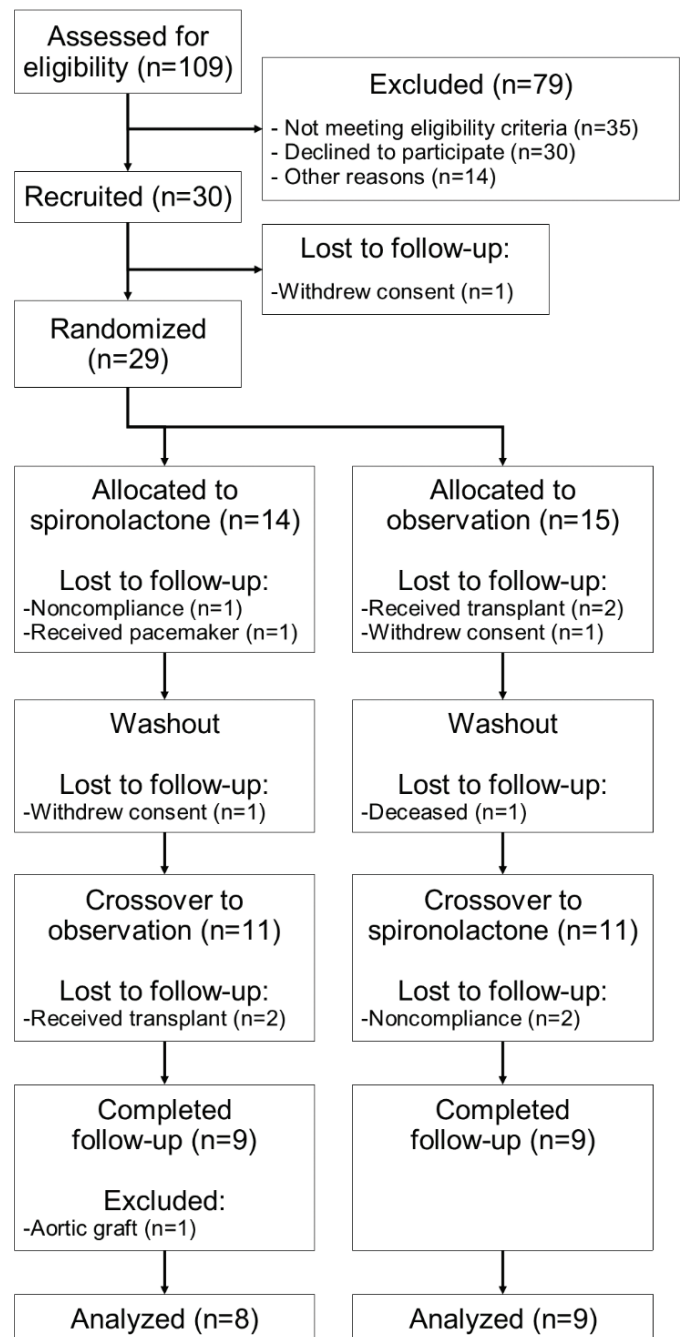 Assessed for
eligibility (n=109)
Excluded (n=79)
- Not meeting eligibility criteria (n=35)
- Declined to participate (n=30)
- Other reasons (n=14)
Recruited (n=30)
Lost to follow-up:
-Withdrew consent (n=1)
Randomized
(n=29)
Allocated to
spironolactone (n=14)
Lost to follow-up:
-Noncompliance (n=1)
-Received pacemaker (n=1)
Allocated to
observation (n=15)
Lost to follow-up:
-Received transplant (n=2)
-Withdrew consent (n=1)
Washout
Lost to follow-up:
-Withdrew consent (n=1)
Washout
Lost to follow-up:
-Deceased (n=1)
Crossover to
observation (n=11)
Lost to follow-up:
-Received transplant (n=2)
Crossover to
spironolactone (n=11)
Lost to follow-up:
-Noncompliance (n=2)
Completed
follow-up (n=9)
Excluded:
-Aortic graft (n=1)
Completed
follow-up (n=9)
Analyzed (n=8)
Analyzed (n=9)